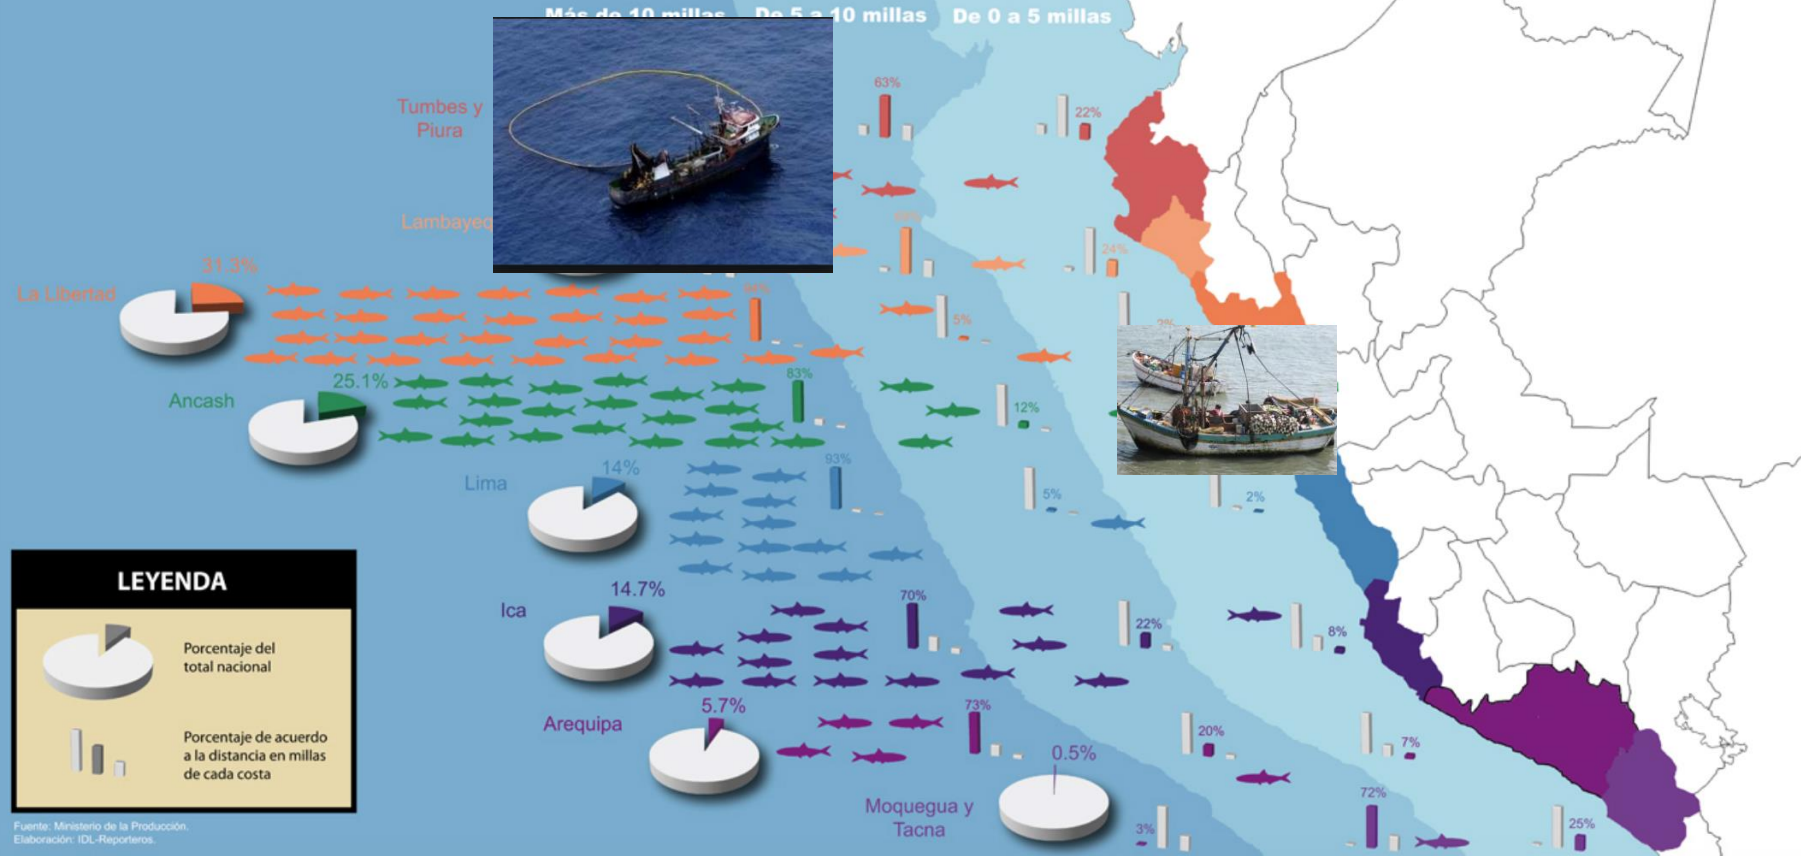 Más de 10 millas De 5 a 10 millas De 0 a 5 millas
63%
Tumbes y
Piura
22%
24%
31.3%
La Libertad
5%
25.1%
83%
Ancash
12%
93%
14%
Lima
5%
2%
14.7%
70%
Ica
22%
8%
5.7%
73%
Arequipa
20%
7%
0.5%
72%
Moquegua y
Tacna
3%
25%
LEYENDA
Porcentaje del
total nacional
Porcentaje de acuerdo
a la distancia en millas
de cada costa
Fuente: Ministerio de la Producción.
Elaboración: IDL-Reporteros.